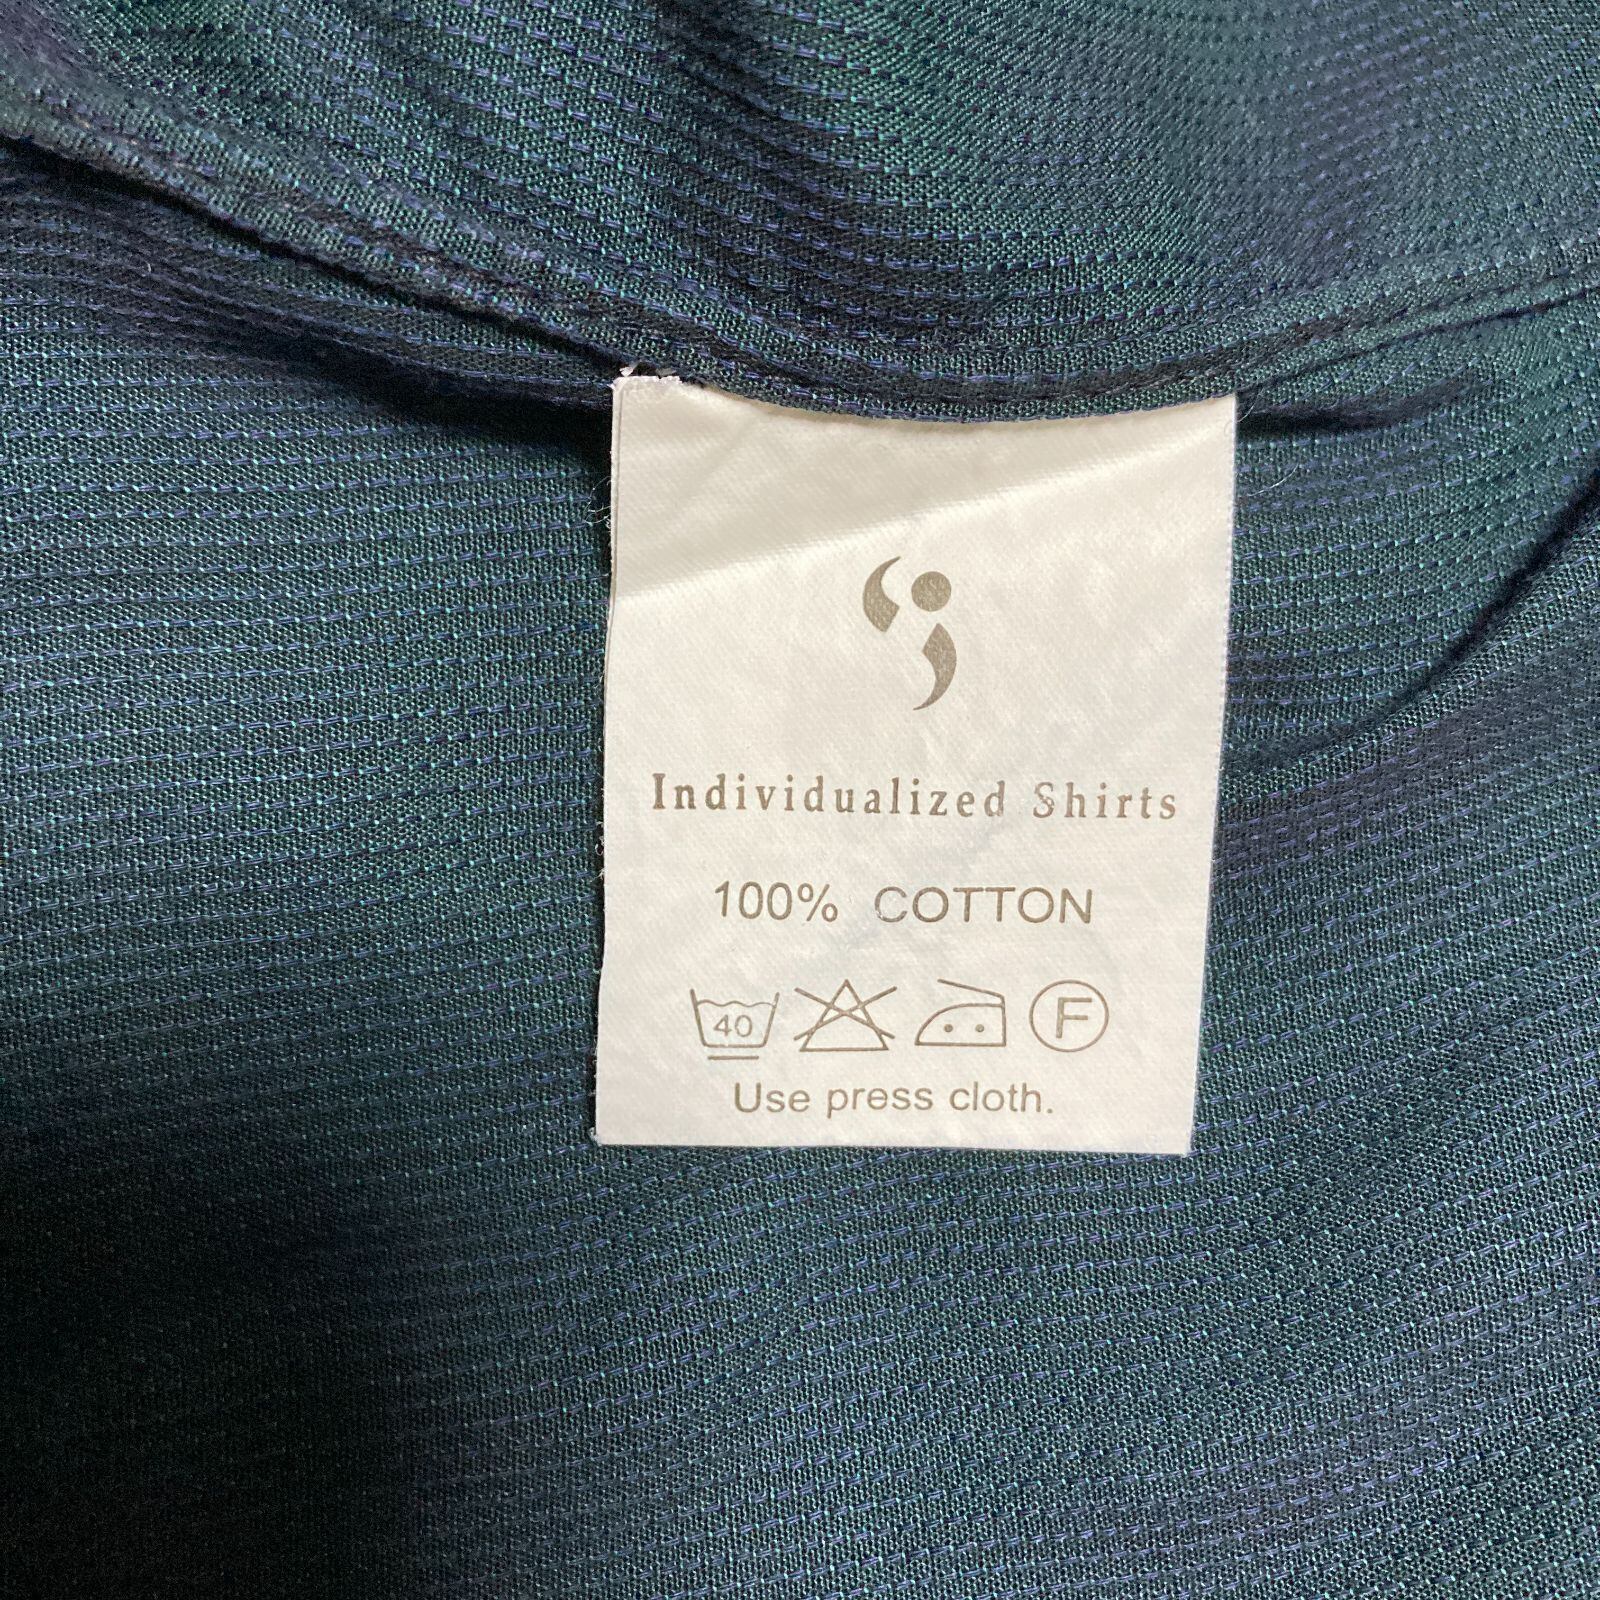 Individualized Shirts
100% COTTON
40 F
Use press cloth.